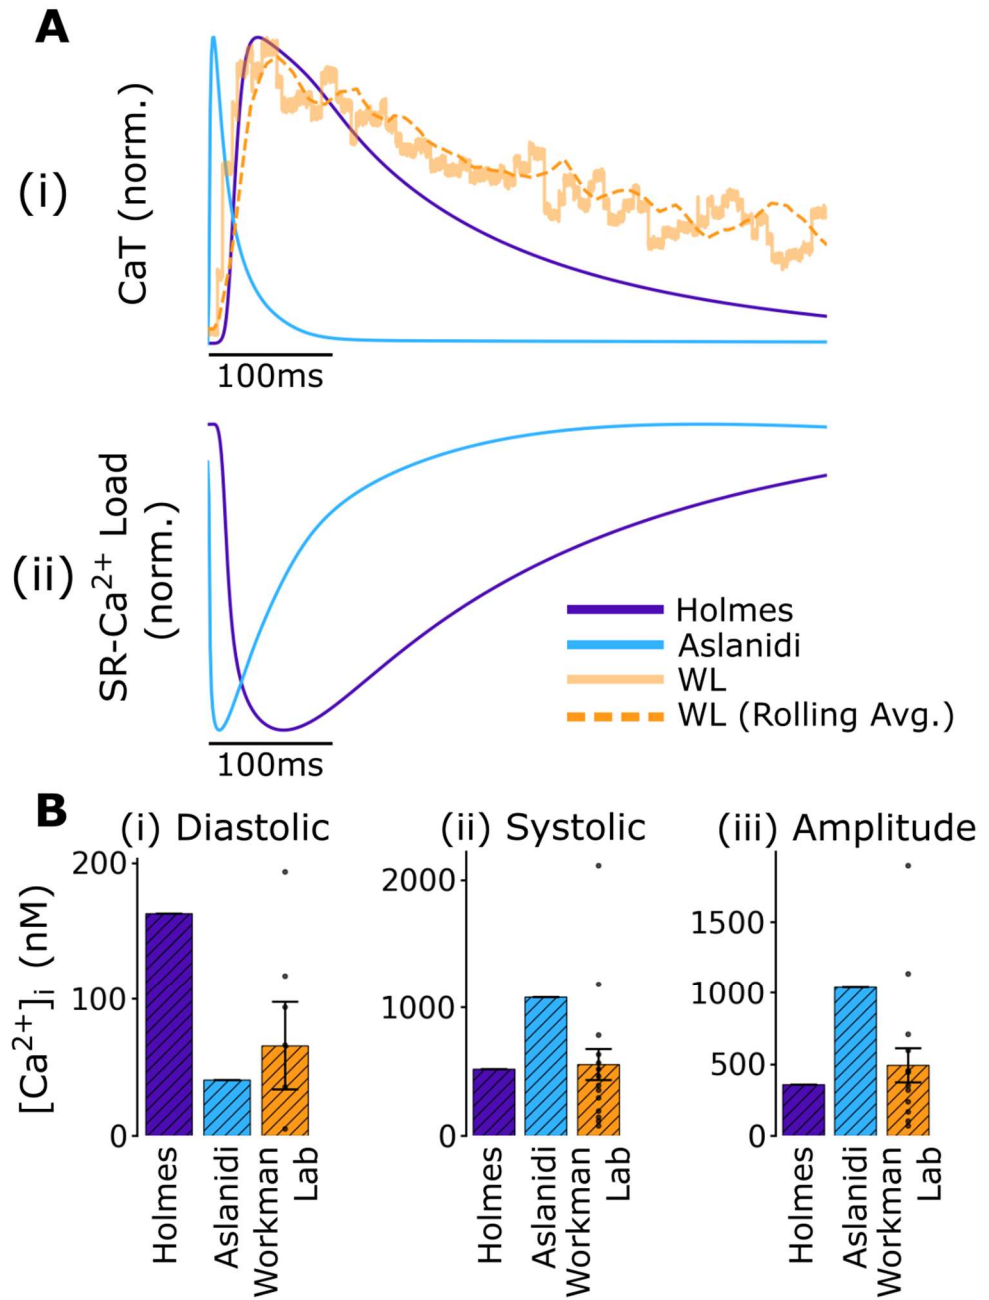 A
(i)
CaT (norm.)
100ms
(ii)
SR-Ca²⁺ Load
(norm.)
Holmes
Aslanidi
WL
WL (Rolling Avg.)
100ms
B
(i) Diastolic
(ii) Systolic
(iii) Amplitude
[Ca²⁺]ᵢ (nM)
200
100
0
2000
1000
0
1500
1000
500
0
Holmes
Aslanidi
Workman
Lab
Holmes
Aslanidi
Workman
Lab
Holmes
Aslanidi
Workman
Lab